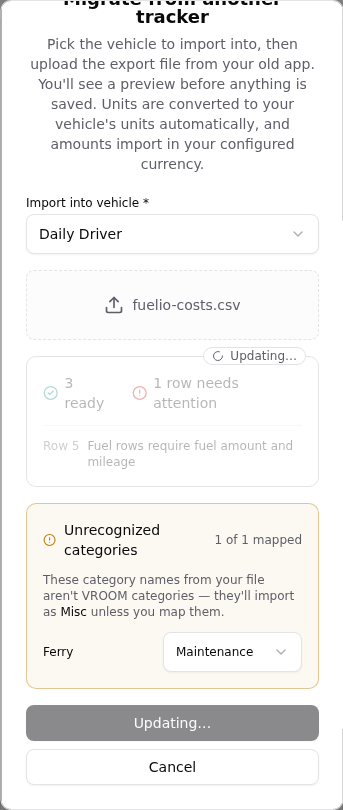 Migrate from another
tracker
Pick the vehicle to import into, then
upload the export file from your old app.
You'll see a preview before anything is
saved. Units are converted to your
vehicle's units automatically, and
amounts import in your configured
currency.
Import into vehicle *
Daily Driver
fuelio-costs.csv
Updating...
3
ready
1 row needs
attention
Row 5 Fuel rows require fuel amount and
mileage
Unrecognized
categories
1 of 1 mapped
These category names from your file
aren't VROOM categories — they'll import
as Misc unless you map them.
Ferry
Maintenance
Updating...
Cancel